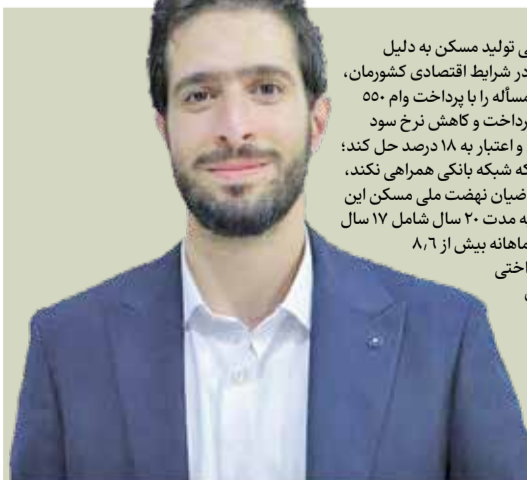 ی تولید مسکن به دلیل
در شرایط اقتصادی کشورمان،
مسأله را با پرداخت وام ۵۵۰
پرداخت و کاهش نرخ سود
و اعتبار به ۱۸ درصد حل کند؛
که شبکه بانکی همراهی نکند،
ضیان نهضت ملی مسکن این
ه مدت ۲۰ سال شامل ۱۷ سال
ماهانه بیش از ۸٫۶
اختی